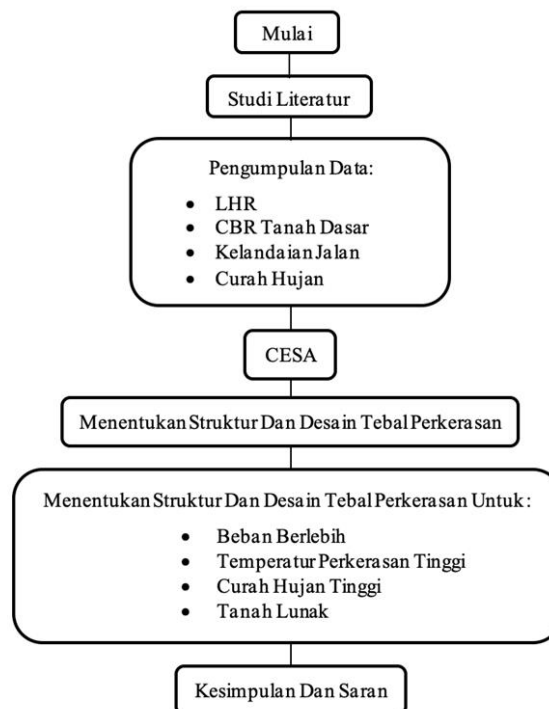 Mulai
Studi Literatur
Pengumpulan Data:
• LHR
• CBR Tanah Dasar
• Kelandaian Jalan
• Curah Hujan
CESA
Menentukan Struktur Dan Desain Tebal Perkerasan
Menentukan Struktur Dan Desain Tebal Perkerasan Untuk :
• Beban Berlebih
• Temperatur Perkerasan Tinggi
• Curah Hujan Tinggi
• Tanah Lunak
Kesimpulan Dan Saran